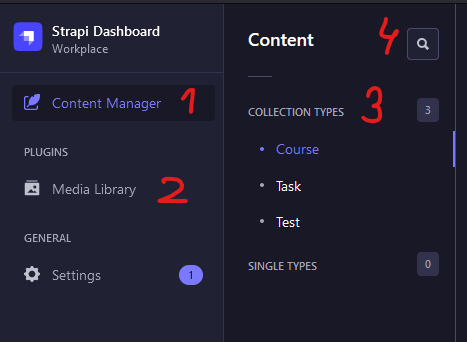 Strapi Dashboard
Workplace
Content Manager 1
PLUGINS
Media Library 2
GENERAL
Settings 1
Content 4
COLLECTION TYPES 3 3
Course
Task
Test
SINGLE TYPES 0